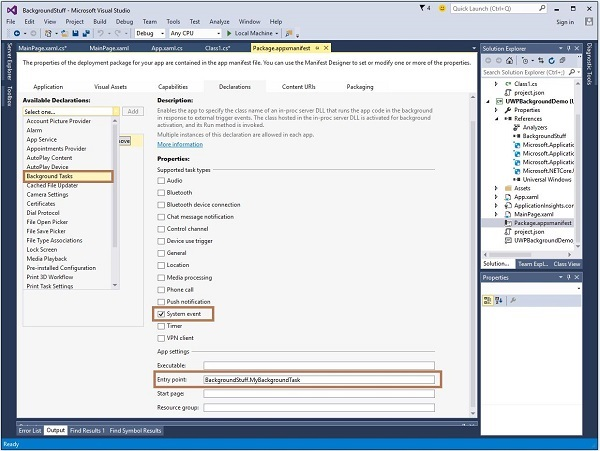 BackgroundStuff - Microsoft Visual Studio
4
Quick Launch (Ctrl+Q)
File Edit View Project Build Debug Team Tools Test Analyze Window Help
Sign in
Debug Any CPU Local Machine
Server Explorer
Toolbox
Diagnostic Tools
MainPage.xaml.cs* MainPage.xaml App.xaml.cs Class1.cs* Package.appxmanifest
The properties of the deployment package for your app are contained in the app manifest file. You can use the Manifest Designer to set or modify one or more of the properties.
Application Visual Assets Capabilities Declarations Content URIs Packaging
Available Declarations:
Select one...
Add
Account Picture Provider
Alarm
App Service
Appointments Provider
AutoPlay Content
AutoPlay Device
Background Tasks
Cached File Updater
Camera Settings
Certificates
Dial Protocol
File Open Picker
File Save Picker
File Type Associations
Lock Screen
Media Playback
Pre-installed Configuration
Print 3D Workflow
Print Task Settings
move
Description:
Enables the app to specify the class name of an in-proc server DLL that runs the app code in the background
in response to external trigger events. The class hosted in the in-proc server DLL is activated for background
activation, and its Run method is invoked.
Multiple instances of this declaration are allowed in each app.
More information
Properties:
Supported task types
Audio
Bluetooth
Bluetooth device connection
Chat message notification
Control channel
Device use trigger
General
Location
Media processing
Phone call
Push notification
System event
Timer
VPN client
App settings
Executable:
Entry point: BackgroundStuff.MyBackgroundTask
Start page:
Resource group:
Solution Explorer
Search Solution Explorer (Ctrl+;)
Class1.cs
project.json
UWPBackgroundDemo (U
Properties
References
Analyzers
BackgroundStuff
Microsoft.Applicatio
Microsoft.Applicatio
Microsoft.Applicatio
Microsoft.NETCore.U
Universal Windows
Assets
App.xaml
ApplicationInsights.con
MainPage.xaml
Package.appxmanifest
project.json
UWPBackgroundDemo_
Solution... Team Expl... Class View
Properties
Error List Output Find Results 1 Find Symbol Results
Ready